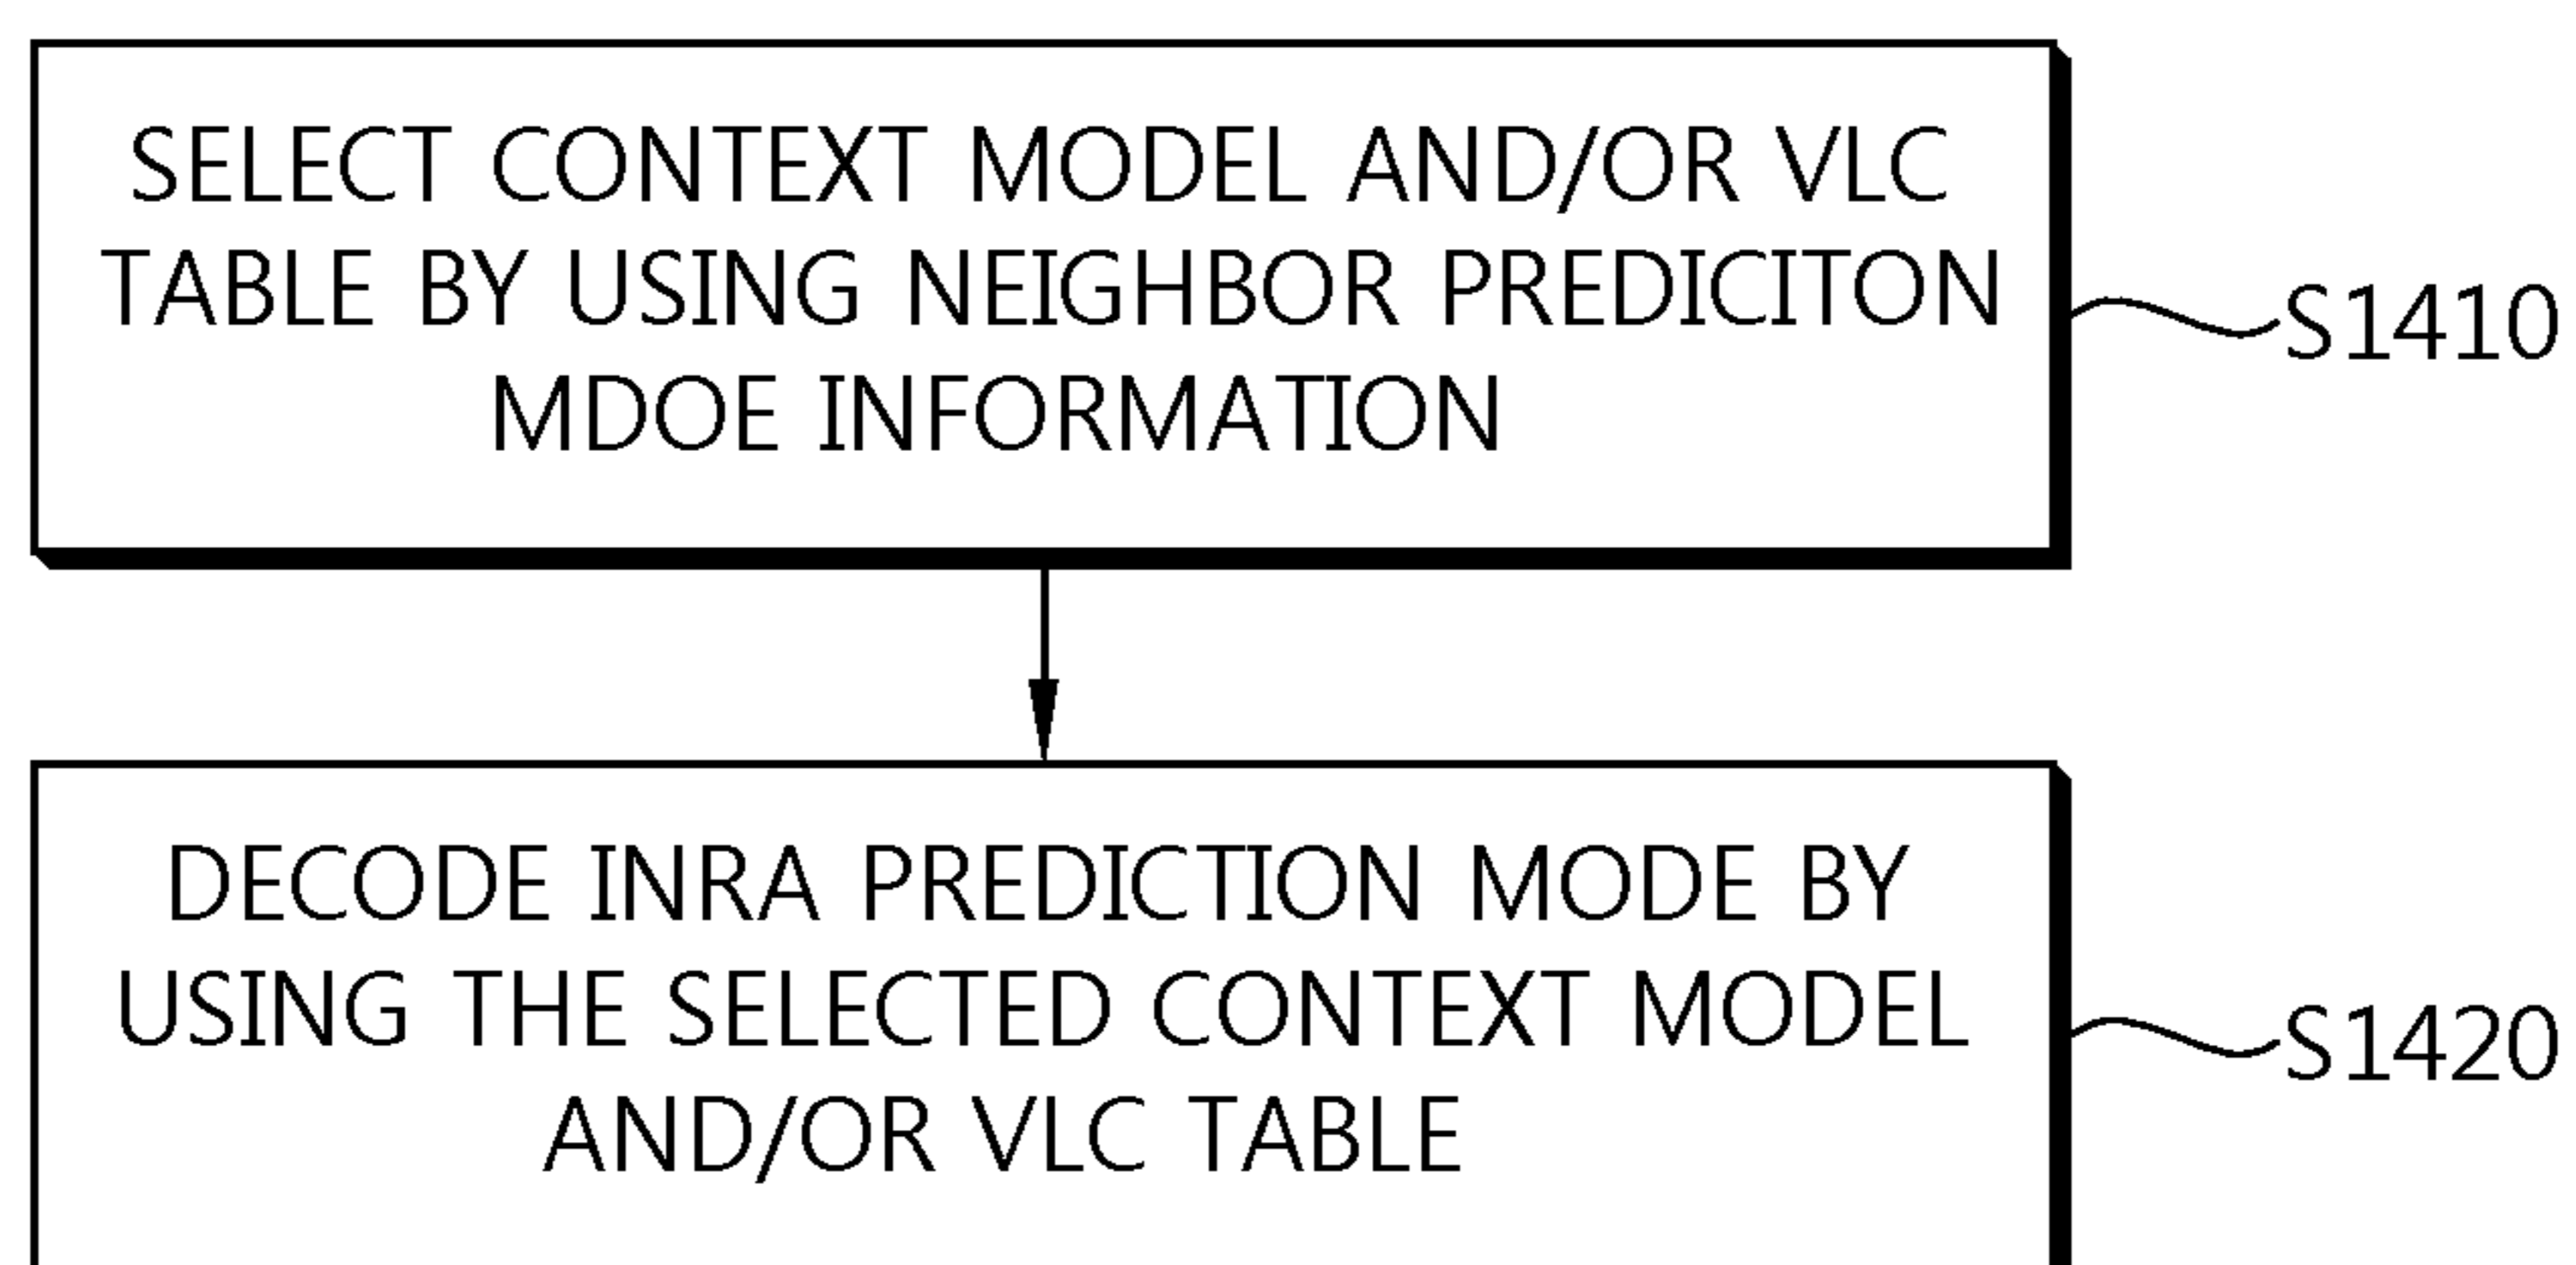 SELECT CONTEXT MODEL AND/OR VLC
TABLE BY USING NEIGHBOR PREDICITON
MDOE INFORMATION
S1410
DECODE INRA PREDICTION MODE BY
USING THE SELECTED CONTEXT MODEL
AND/OR VLC TABLE
S1420